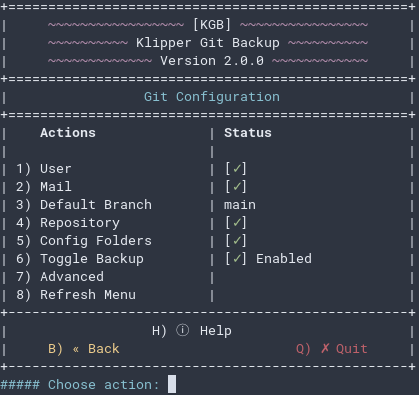 +==================================================+
| ~~~~~~~~~~~~~~~~~ [KGB] ~~~~~~~~~~~~~~~~ |
| ~~~~~~~~~~ Klipper Git Backup ~~~~~~~~~~ |
| ~~~~~~~~~~~~~ Version 2.0.0 ~~~~~~~~~~~~ |
+==================================================+
| Git Configuration |
+==================================================+
| Actions | Status |
| | |
| 1) User | [✓] |
| 2) Mail | [✓] |
| 3) Default Branch | main |
| 4) Repository | [✓] |
| 5) Config Folders | [✓] |
| 6) Toggle Backup | [✓] Enabled |
| 7) Advanced | |
| 8) Refresh Menu | |
+--------------------------------------------------+
| H) ⓘ Help |
| B) « Back Q) ✗ Quit |
+--------------------------------------------------+
##### Choose action: